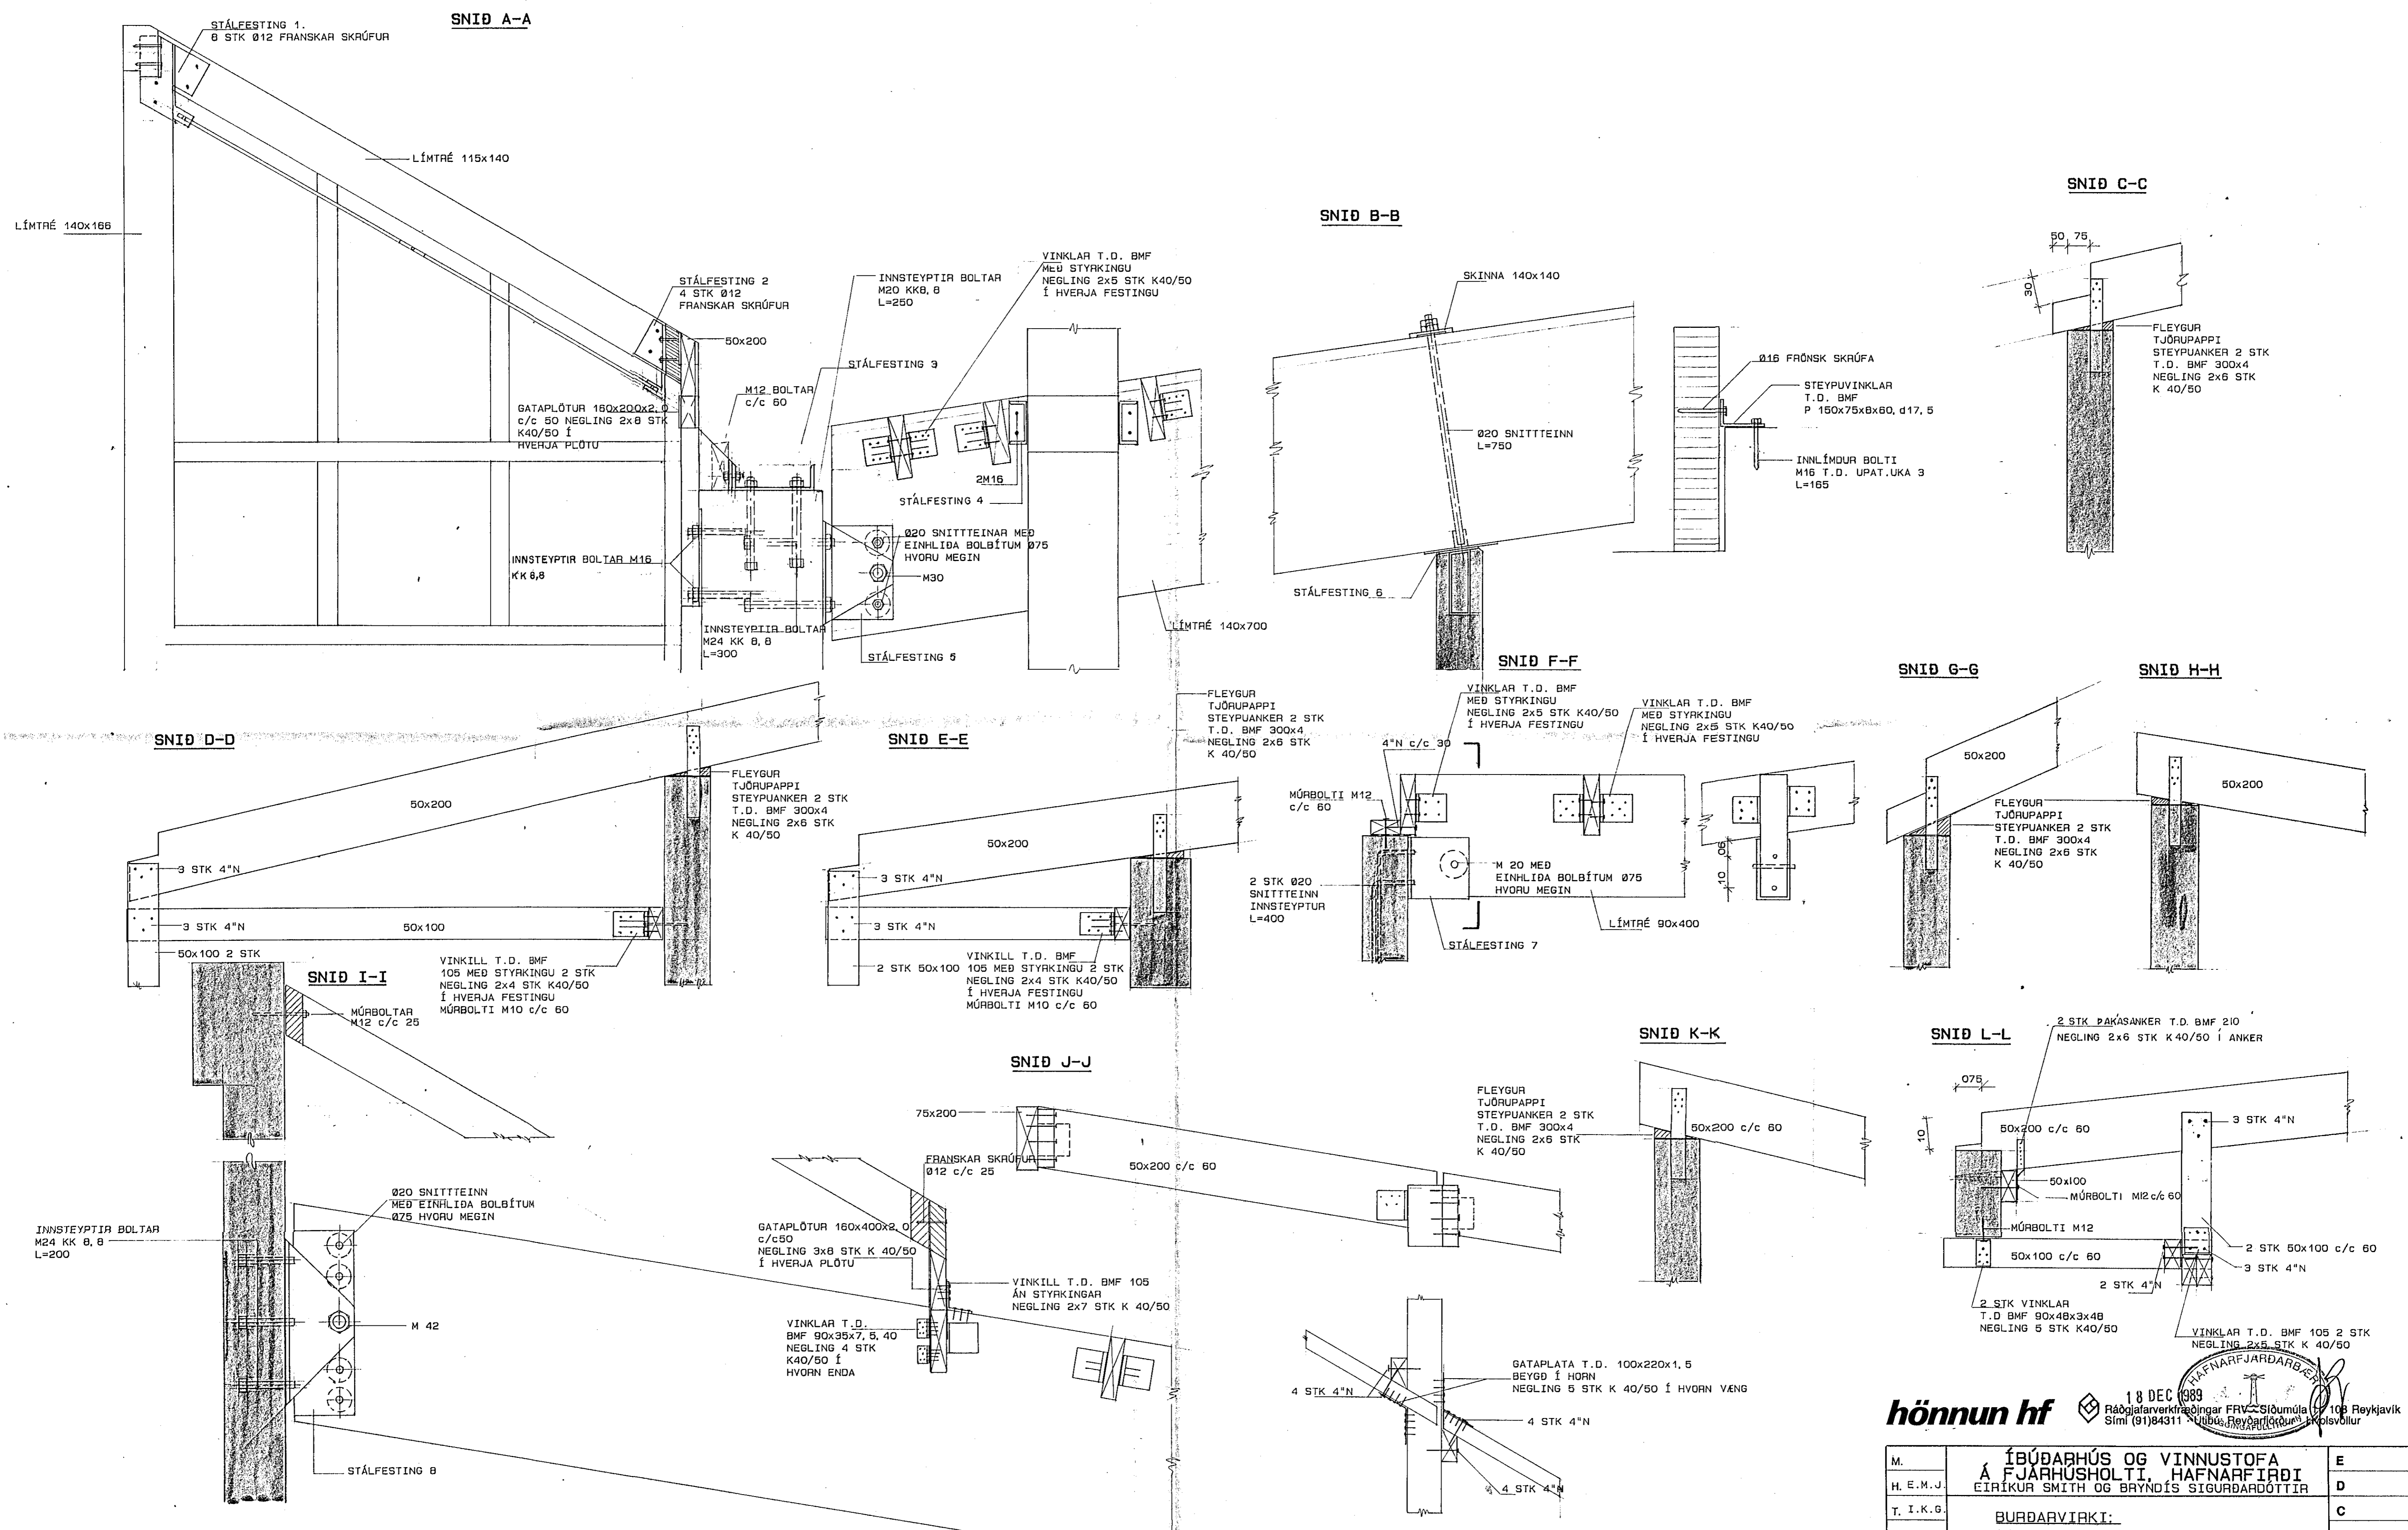 SNIÐ A-A
STÁLFESTING 1.
8 STK Ø12 FRANSKAR SKRÚFUR
LÍMTRÉ 115x140
LÍMTRÉ 140x166
STÁLFESTING 2
4 STK Ø12
FRANSKAR SKRÚFUR
50x200
GATAPLÖTUR 160x200x2,0
c/c 50 NEGLING 2x8 STK
K40/50 Í
HVERJA PLÖTU
M12 BOLTAR
c/c 60
INNSTEYPTIR BOLTAR
M20 KK8,8
L=250
STÁLFESTING 3
VINKLAR T.D. BMF
MEÐ STYRKINGU
NEGLING 2x5 STK K40/50
Í HVERJA FESTINGU
2M16
STÁLFESTING 4
Ø20 SNITTTEINAR MEÐ
EINHLIÐA BOLBÍTUM Ø75
HVORU MEGIN
M30
INNSTEYPTIR BOLTAR M16
KK 8,8
INNSTEYPTIR BOLTAR
M24 KK 8,8
L=300
STÁLFESTING 5
LÍMTRÉ 140x700
SNIÐ B-B
SKINNA 140x140
Ø20 SNITTTEINN
L=750
STÁLFESTING 6
Ø16 FRÖNSK SKRÚFA
STEYPUVINKLAR
T.D. BMF
P 150x75x8x60, d17,5
INNLÍMDUR BOLTI
M16 T.D. UPAT.UKA 3
L=165
SNIÐ C-C
50 75
30
FLEYGUR
TJÖRUPAPPI
STEYPUANKER 2 STK
T.D. BMF 300x4
NEGLING 2x6 STK
K 40/50
SNIÐ D-D
50x200
FLEYGUR
TJÖRUPAPPI
STEYPUANKER 2 STK
T.D. BMF 300x4
NEGLING 2x6 STK
K 40/50
3 STK 4"N
3 STK 4"N
50x100
50x100 2 STK
VINKILL T.D. BMF
105 MEÐ STYRKINGU 2 STK
NEGLING 2x4 STK K40/50
Í HVERJA FESTINGU
MÚRBOLTI M10 c/c 60
SNIÐ E-E
FLEYGUR
TJÖRUPAPPI
STEYPUANKER 2 STK
T.D. BMF 300x4
NEGLING 2x6 STK
K 40/50
50x200
3 STK 4"N
3 STK 4"N
2 STK 50x100
VINKILL T.D. BMF
105 MEÐ STYRKINGU 2 STK
NEGLING 2x4 STK K40/50
Í HVERJA FESTINGU
MÚRBOLTI M10 c/c 60
SNIÐ F-F
VINKLAR T.D. BMF
MEÐ STYRKINGU
NEGLING 2x5 STK K40/50
Í HVERJA FESTINGU
VINKLAR T.D. BMF
MEÐ STYRKINGU
NEGLING 2x5 STK K40/50
Í HVERJA FESTINGU
4"N c/c 30
MÚRBOLTI M12
c/c 60
2 STK Ø20
SNITTTEINN
INNSTEYPTUR
L=400
M 20 MEÐ
EINHLIÐA BOLBÍTUM Ø75
HVORU MEGIN
LÍMTRÉ 90x400
STÁLFESTING 7
10 06
SNIÐ G-G
50x200
FLEYGUR
TJÖRUPAPPI
STEYPUANKER 2 STK
T.D. BMF 300x4
NEGLING 2x6 STK
K 40/50
SNIÐ H-H
50x200
SNIÐ I-I
MÚRBOLTAR
M12 c/c 25
INNSTEYPTIR BOLTAR
M24 KK 8,8
L=200
Ø20 SNITTTEINN
MEÐ EINHLIÐA BOLBÍTUM
Ø75 HVORU MEGIN
M 42
STÁLFESTING 8
SNIÐ J-J
75x200
FRANSKAR SKRÚFUR
Ø12 c/c 25
50x200 c/c 60
GATAPLÖTUR 160x400x2,0
c/c50
NEGLING 3x8 STK K 40/50
Í HVERJA PLÖTU
VINKILL T.D. BMF 105
ÁN STYRKINGAR
NEGLING 2x7 STK K 40/50
VINKLAR T.D.
BMF 90x35x7,5,40
NEGLING 4 STK
K40/50 Í
HVORN ENDA
4 STK 4"N
GATAPLATA T.D. 100x220x1,5
BEYGÐ Í HORN
NEGLING 5 STK K 40/50 Í HVORN VÆNG
4 STK 4"N
4 STK 4"N
SNIÐ K-K
FLEYGUR
TJÖRUPAPPI
STEYPUANKER 2 STK
T.D. BMF 300x4
NEGLING 2x6 STK
K 40/50
50x200 c/c 60
SNIÐ L-L
2 STK ÞAKÁSANKER T.D. BMF 210
NEGLING 2x6 STK K40/50 Í ANKER
075
10
50x200 c/c 60
3 STK 4"N
50x100
MÚRBOLTI M12 c/c 60
MÚRBOLTI M12
50x100 c/c 60
2 STK 50x100 c/c 60
3 STK 4"N
2 STK 4"N
2 STK VINKLAR
T.D BMF 90x48x3x48
NEGLING 5 STK K40/50
VINKLAR T.D. BMF 105 2 STK
NEGLING 2x5 STK K 40/50
HAFNARFJARÐARBÆR
18 DEC 1989
hönnun hf
Ráðgjafarverkfræðingar FRV Síðumúla 108 Reykjavík
Sími (91)84311 Útibú: Reyðarfjörður Hvolsvöllur
M.
H. E.M.J.
T. I.K.G.
ÍBÚÐARHÚS OG VINNUSTOFA
Á FJÁRHÚSHOLTI, HAFNARFIRÐI
EIRÍKUR SMITH OG BRYNDÍS SIGURÐARDÓTTIR
BURÐARVIRKI:
E
D
C